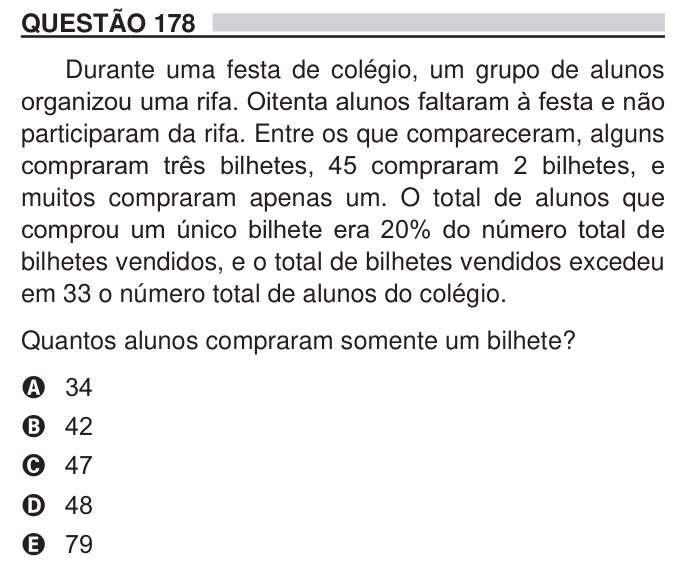 QUESTÃO 178
Durante uma festa de colégio, um grupo de alunos
organizou uma rifa. Oitenta alunos faltaram à festa e não
participaram da rifa. Entre os que compareceram, alguns
compraram três bilhetes, 45 compraram 2 bilhetes, e
muitos compraram apenas um. O total de alunos que
comprou um único bilhete era 20% do número total de
bilhetes vendidos, e o total de bilhetes vendidos excedeu
em 33 o número total de alunos do colégio.
Quantos alunos compraram somente um bilhete?
A 34
B 42
C 47
D 48
E 79